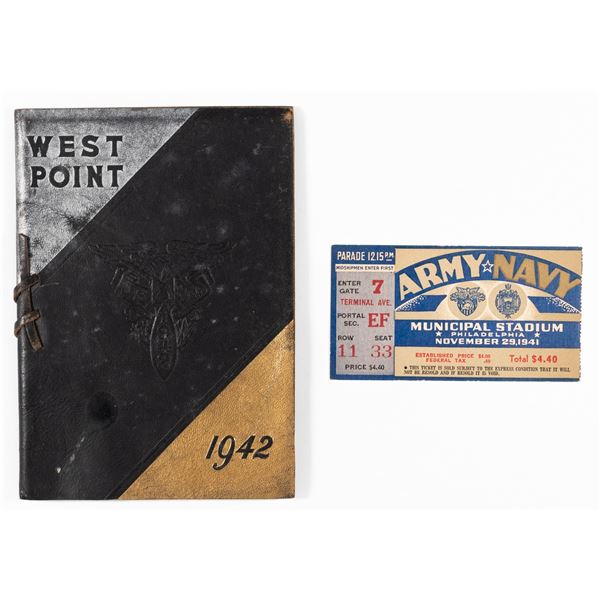 WEST
POINT
1942
PARADE 12.15 P.M
MIDSHIPMEN ENTER FIRST
ENTER GATE 7
TERMINAL AVE.
PORTAL SEC. EF
ROW SEAT
11 33
PRICE $4.40
ARMY NAVY
MUNICIPAL STADIUM
PHILADELPHIA
NOVEMBER 29, 1941
ESTABLISHED PRICE $4.00
FEDERAL TAX .40
Total $4.40
THIS TICKET IS SOLD SUBJECT TO THE EXPRESS CONDITION THAT IT WILL
NOT BE RESOLD AND IF RESOLD IT IS VOID.